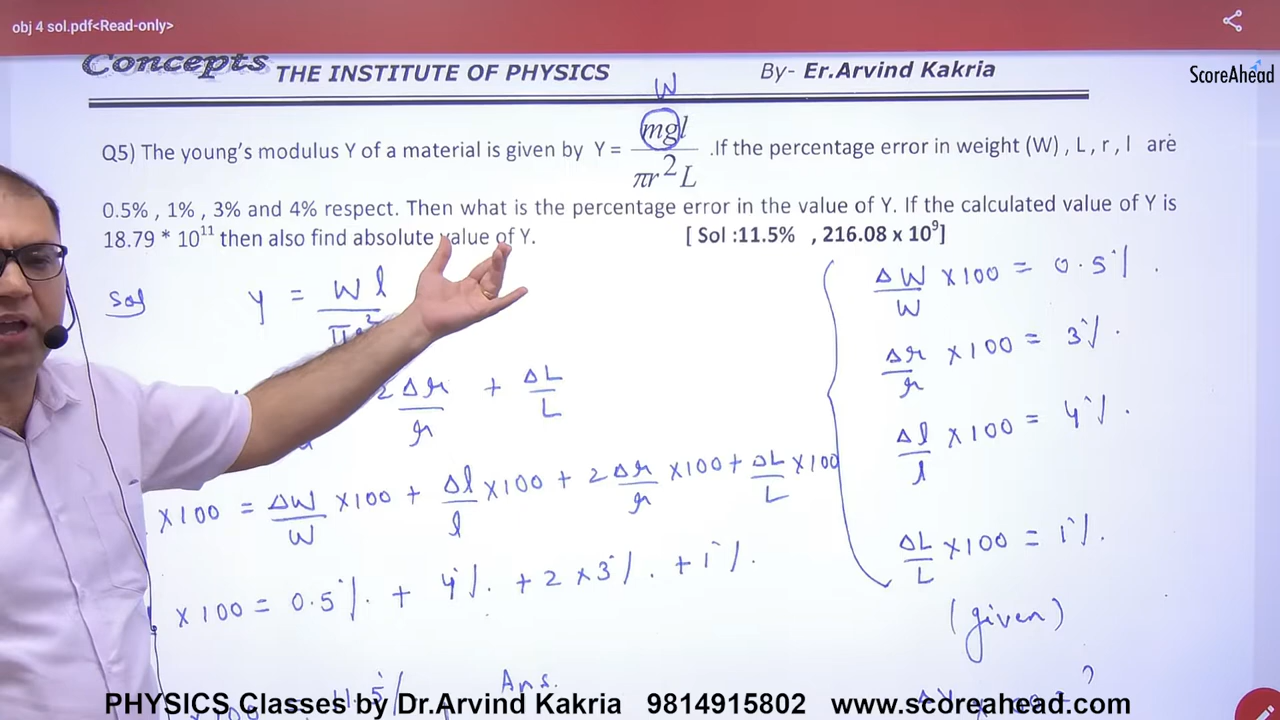 obj 4 sol.pdf<Read-only>
Concepts THE INSTITUTE OF PHYSICS By- Er.Arvind Kakria
ScoreAhead
W
Q5) The young's modulus Y of a material is given by Y = mgl / πr²L .If the percentage error in weight (W) , L , r , l are
0.5% , 1% , 3% and 4% respect. Then what is the percentage error in the value of Y. If the calculated value of Y is
18.79 * 10¹¹ then also find absolute value of Y. [ Sol :11.5% , 216.08 x 10⁹]
Sol Y = Wl / π
2Δr/r + ΔL/L
×100 = ΔW/W ×100 + Δl/l ×100 + 2Δr/r ×100 + ΔL/L ×100
×100 = 0.5% + 4% + 2×3% + 1%
Ans.
ΔW/W ×100 = 0.5%
Δr/r ×100 = 3%
Δl/l ×100 = 4%
ΔL/L ×100 = 1%
(given)
?
PHYSICS Classes by Dr.Arvind Kakria 9814915802 www.scoreahead.com